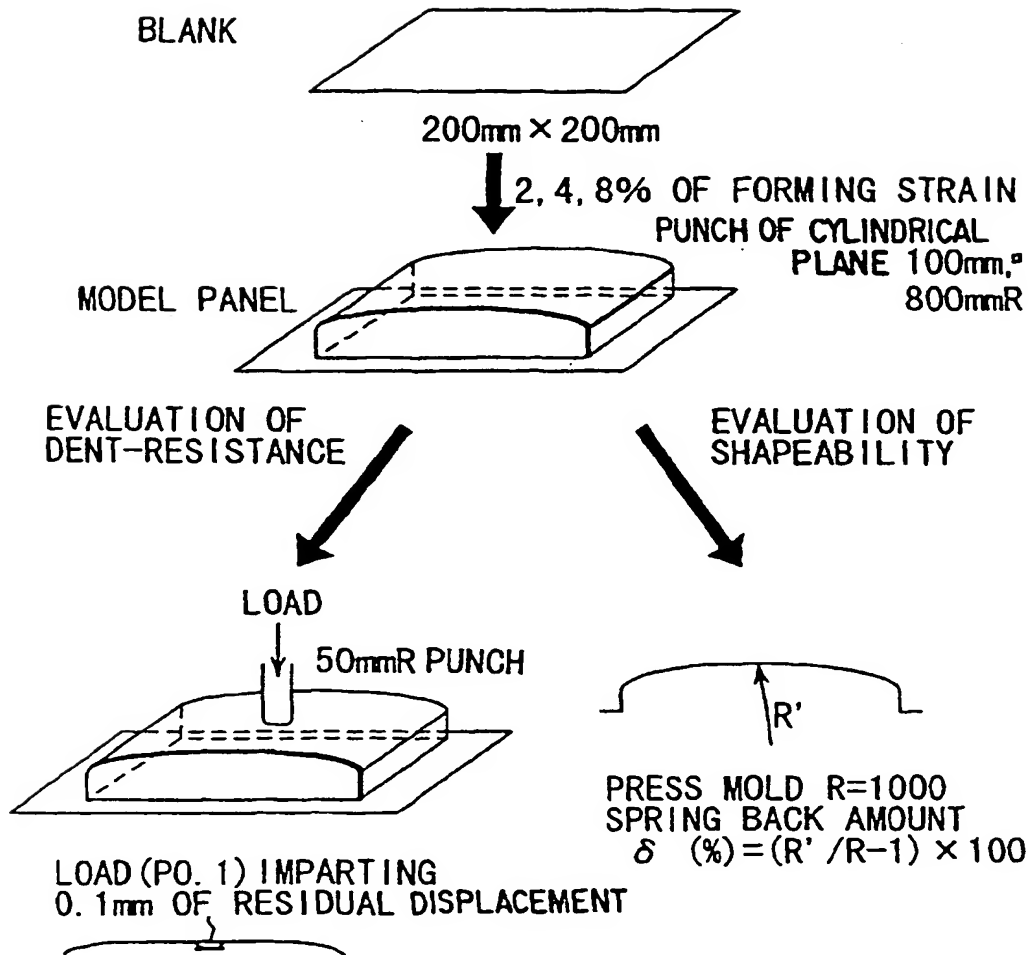 BLANK
200mm × 200mm
2, 4, 8% OF FORMING STRAIN
PUNCH OF CYLINDRICAL
PLANE 100mm,□
800mmR
MODEL PANEL
EVALUATION OF
DENT-RESISTANCE
EVALUATION OF
SHAPEABILITY
LOAD
50mmR PUNCH
R'
PRESS MOLD R=1000
SPRING BACK AMOUNT
δ (%)=(R'/R-1) × 100
LOAD(P0.1) IMPARTING
0.1mm OF RESIDUAL DISPLACEMENT